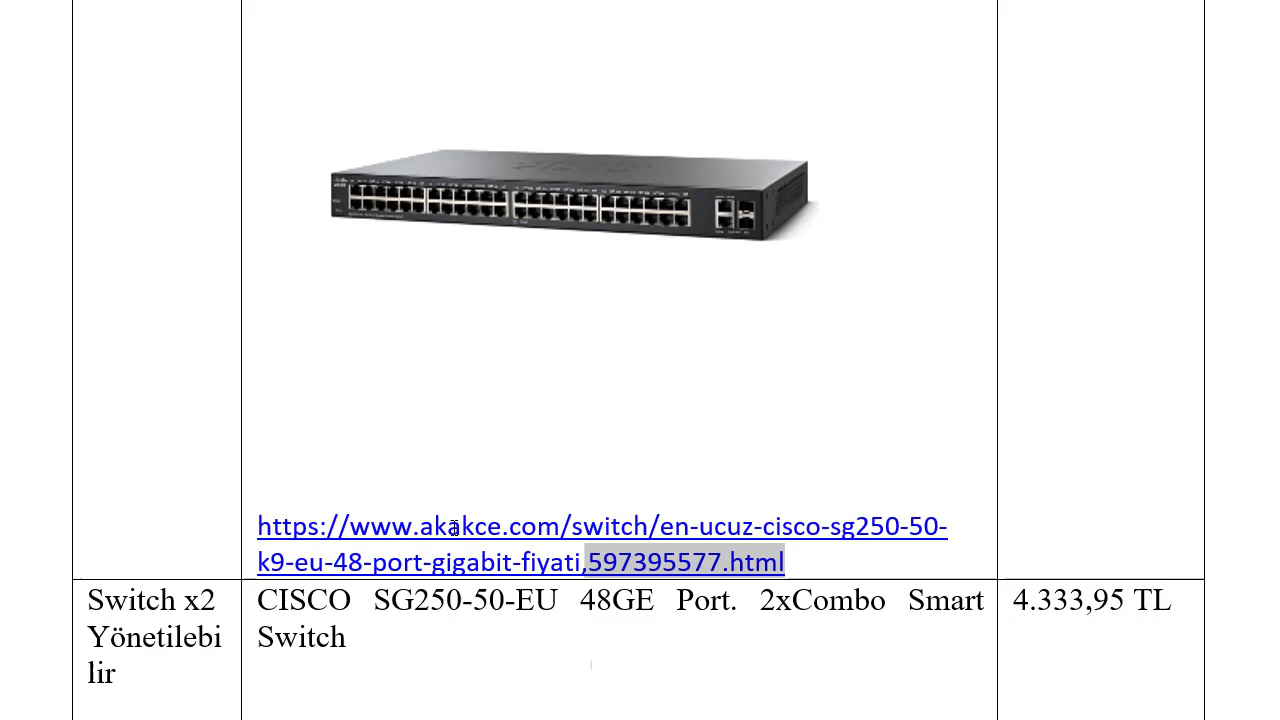 https://www.akakce.com/switch/en-ucuz-cisco-sg250-50-
k9-eu-48-port-gigabit-fiyati,597395577.html
Switch x2
Yönetilebi
lir
CISCO SG250-50-EU 48GE Port. 2xCombo Smart
Switch
4.333,95 TL